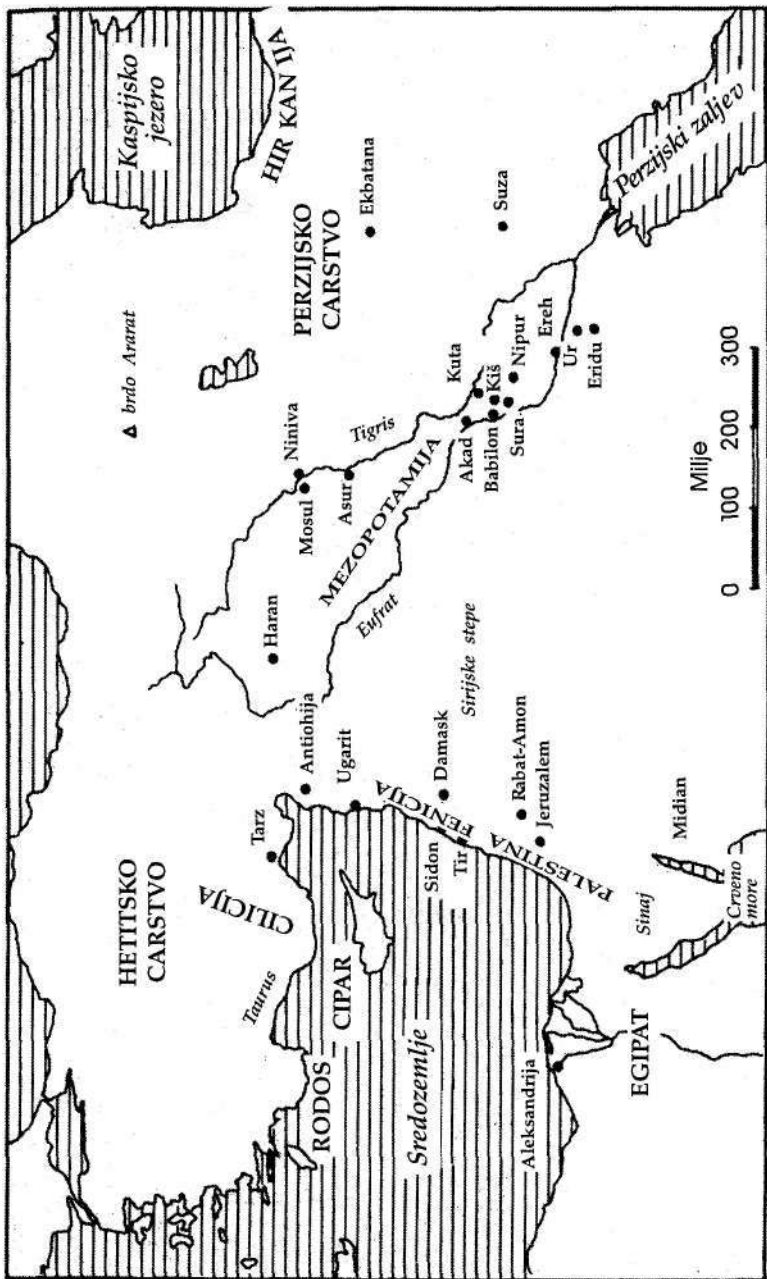 Kaspijsko
jezero
HIR KAN IJA
brdo Ararat
PERZIJSKO
CARSTVO
Ekbatana
Suza
Perzijski zaljev
HETITSKO
CARSTVO
CILICIJA
Taurus
Tarz
Antiohija
Ugarit
Haran
Niniva
Mosul
Asur
Tigris
MEZOPOTAMIJA
Eufrat
Kuta
Akad
Kiš
Babilon
Nipur
Sura
Ereh
Ur
Eridu
RODOS
CIPAR
Sredozemlje
Sidon
Tir
PALESTINA FENICIJA
Damask
Sirijske stepe
Rabat-Amon
Jeruzalem
Aleksandrija
EGIPAT
Sinaj
Midian
Crveno
more
Milje
0 100 200 300